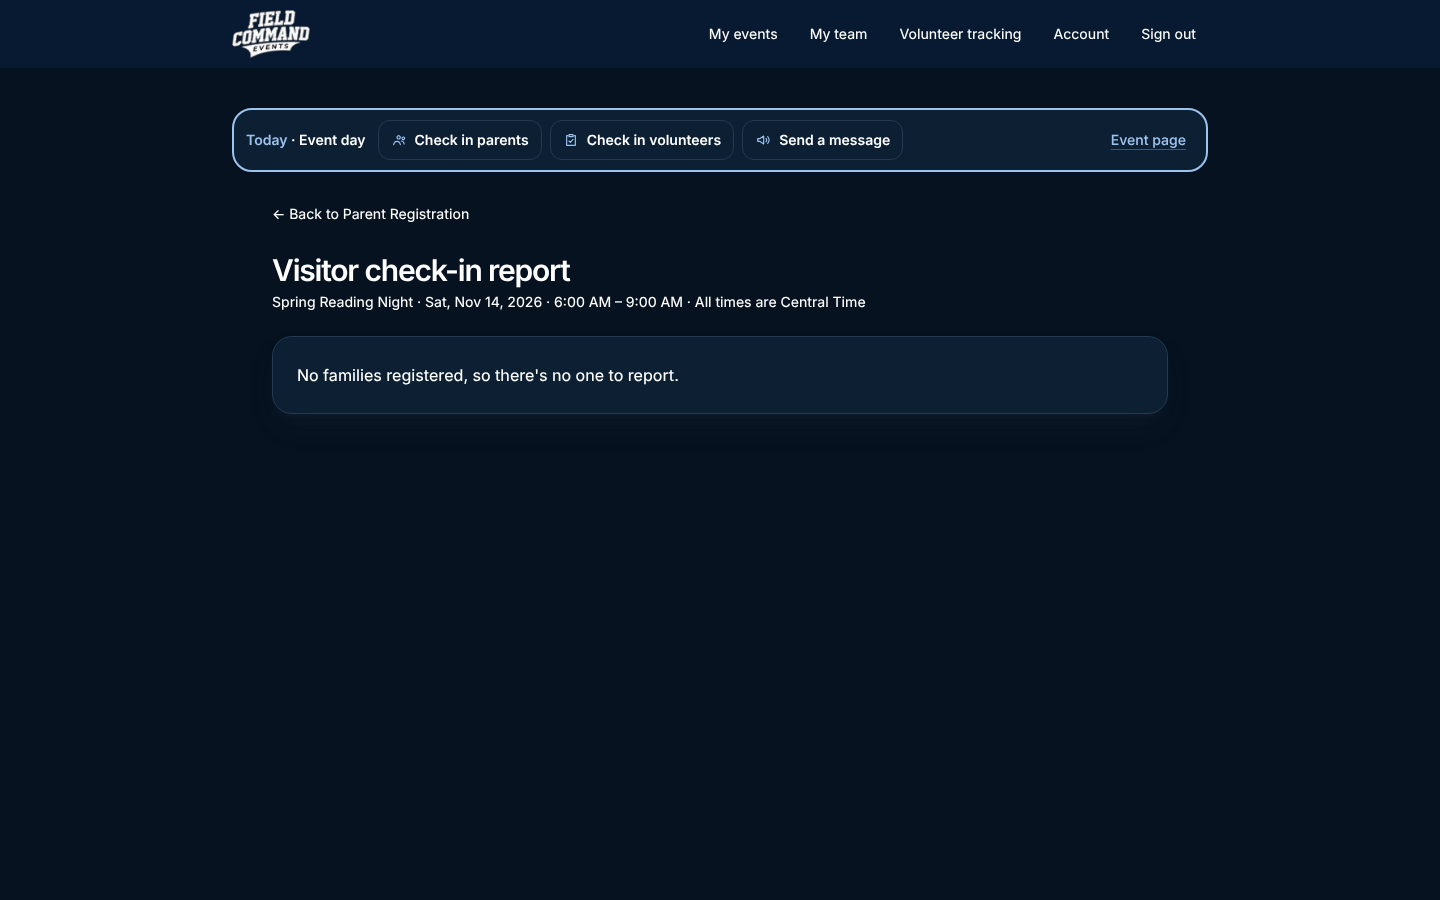 FIELD
COMMAND
EVENTS
My events
My team
Volunteer tracking
Account
Sign out
Today · Event day
Check in parents
Check in volunteers
Send a message
Event page
← Back to Parent Registration
Visitor check-in report
Spring Reading Night · Sat, Nov 14, 2026 · 6:00 AM – 9:00 AM · All times are Central Time
No families registered, so there's no one to report.